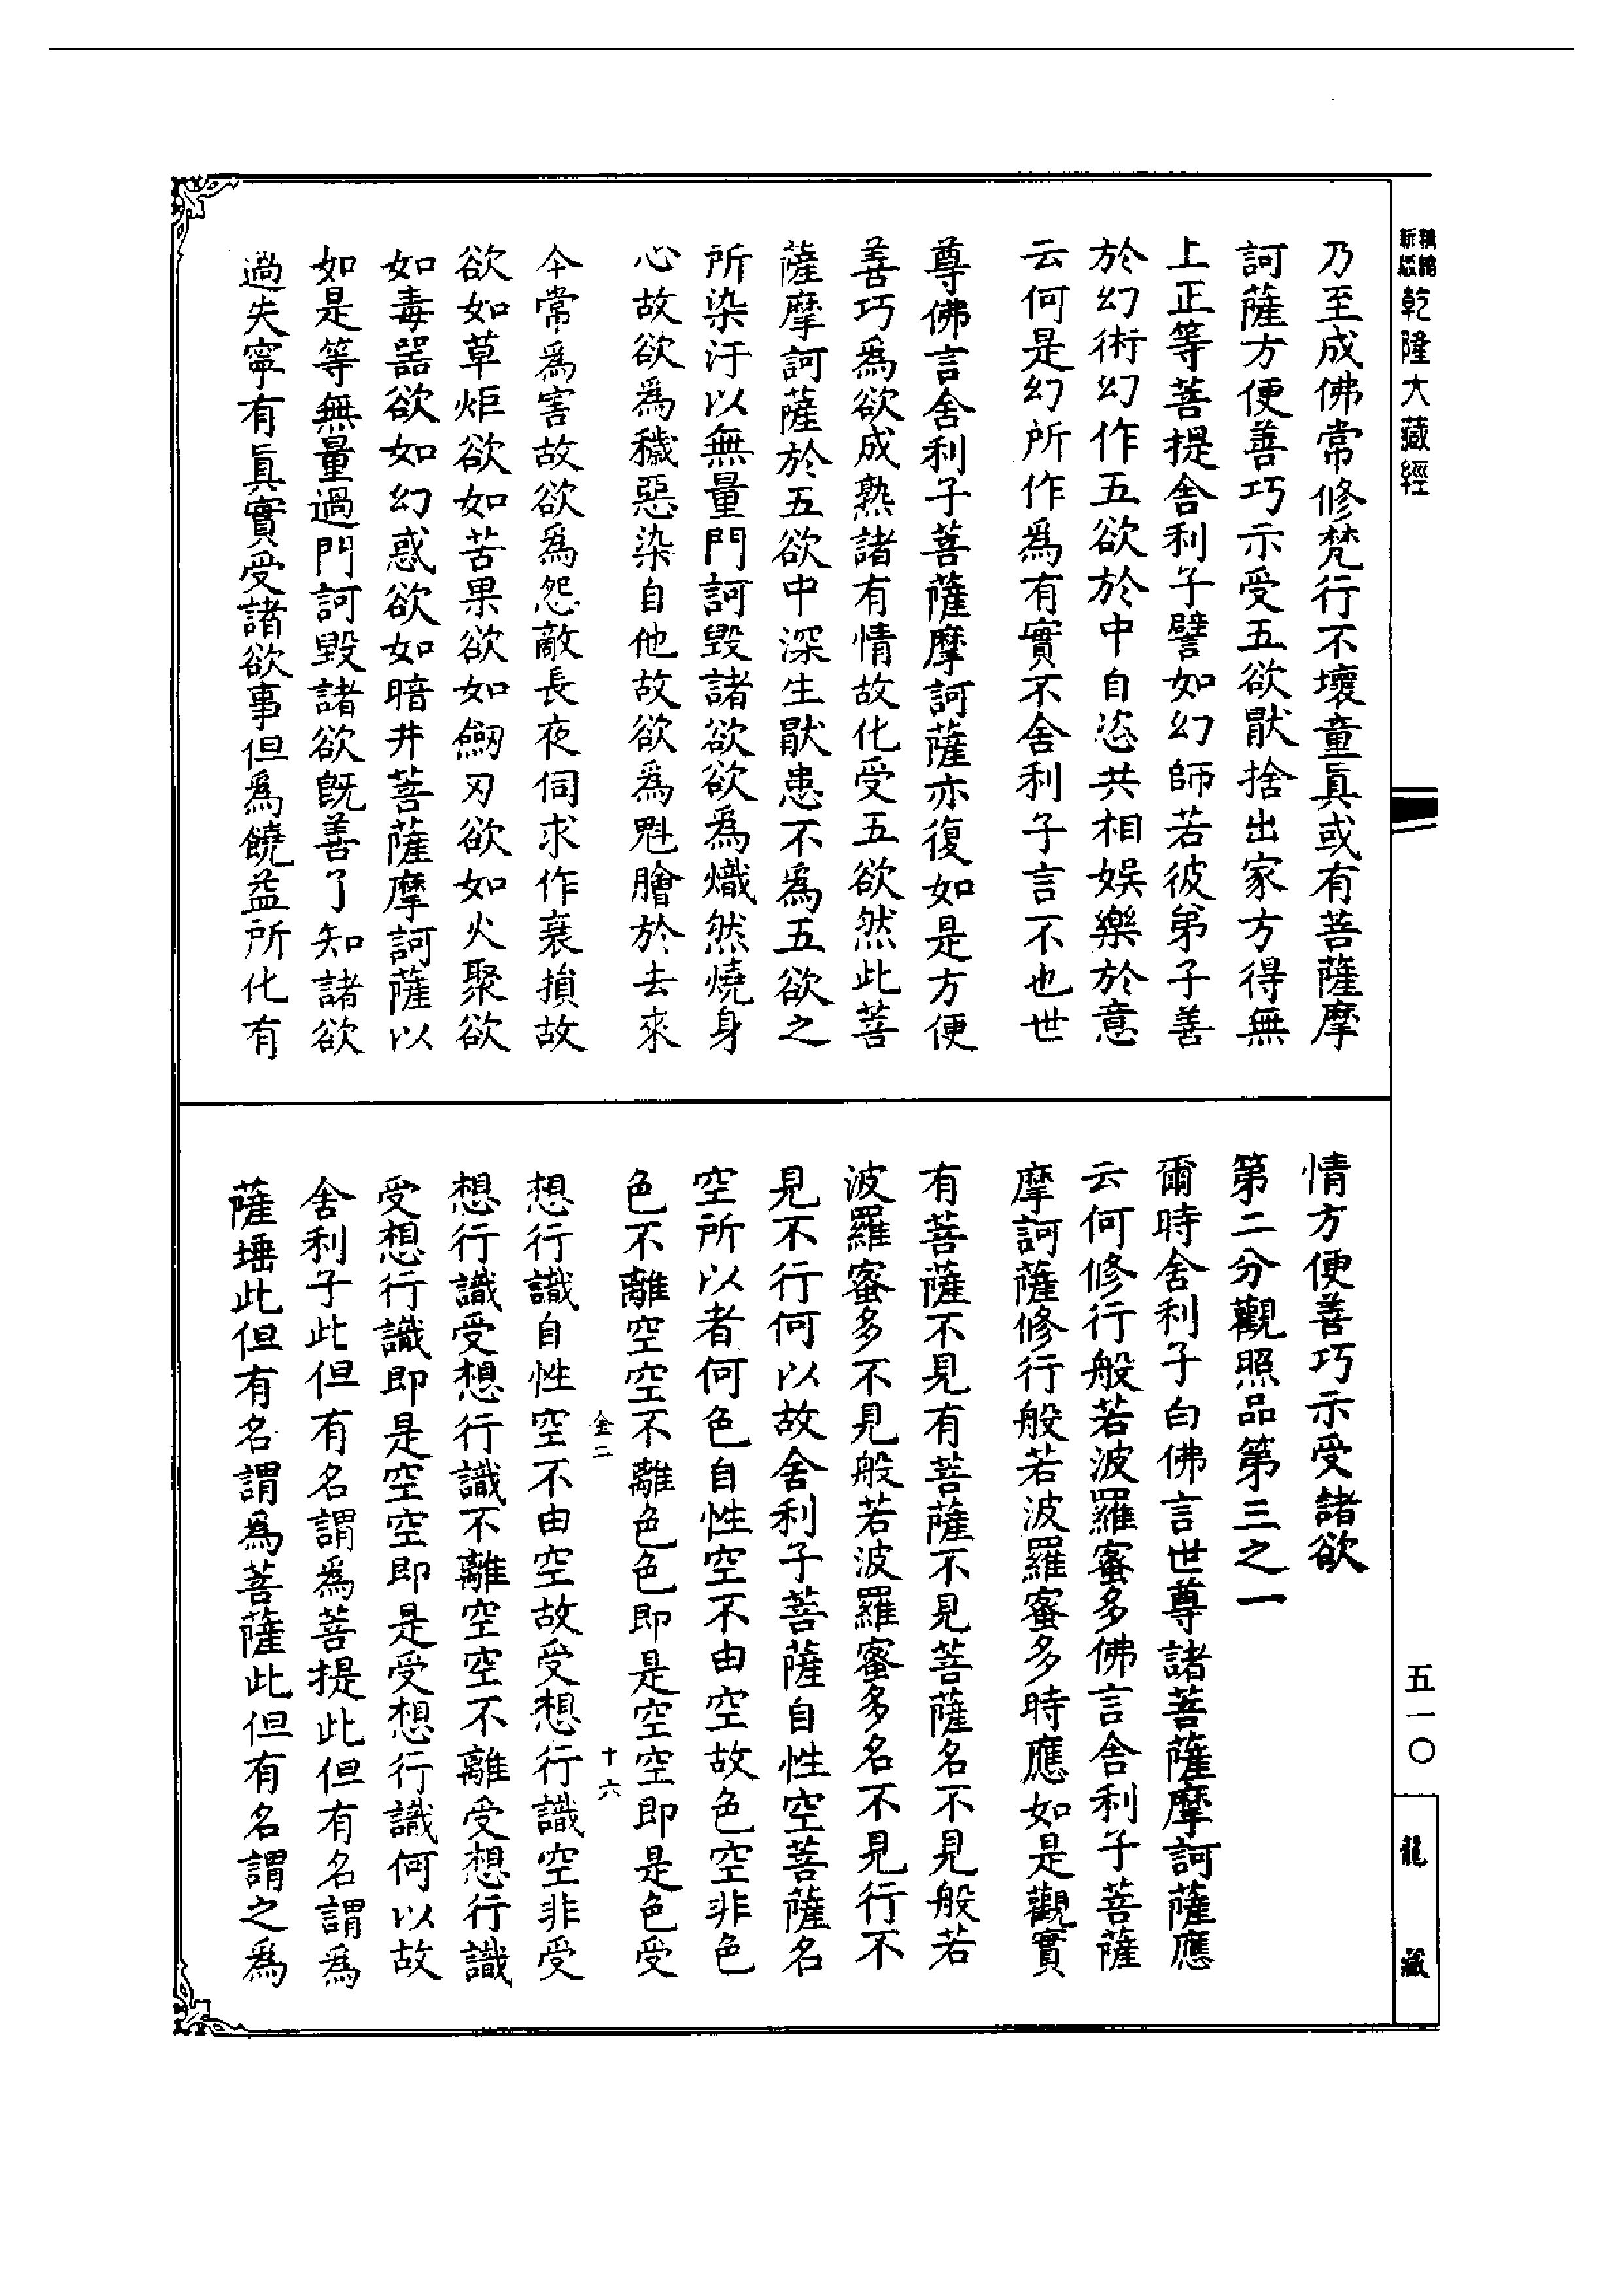 精縮
新版
乾隆大藏經
乃至成佛常修梵行不壞童眞或有菩薩摩
訶薩方便善巧示受五欲猒捨出家方得無
上正等菩提舍利子譬如幻師若彼弟子善
於幻術幻作五欲於中自恣共相娛樂於意
云何是幻所作爲有實不舍利子言不也世
尊佛言舍利子菩薩摩訶薩亦復如是方便
善巧爲欲成熟諸有情故化受五欲然此菩
薩摩訶薩於五欲中深生猒患不爲五欲之
所染汙以無量門訶毀諸欲欲爲熾然燒身
心故欲爲穢惡染自他故欲爲魁膾於去來
今常爲害故欲爲怨敵長夜伺求作衰損故
欲如草炬欲如苦果欲如劒刃欲如火聚欲
如毒器欲如幻惑欲如暗井菩薩摩訶薩以
如是等無量過門訶毀諸欲旣善了知諸欲
過失寧有眞實受諸欲事但爲饒益所化有
情方便善巧示受諸欲
第二分觀照品第三之一
爾時舍利子白佛言世尊諸菩薩摩訶薩應
云何修行般若波羅蜜多佛言舍利子菩薩
摩訶薩修行般若波羅蜜多時應如是觀實
有菩薩不見有菩薩不見菩薩名不見般若
波羅蜜多不見般若波羅蜜多名不見行不
見不行何以故舍利子菩薩自性空菩薩名
空所以者何色自性空不由空故色空非色
色不離空空不離色色即是空空即是色受
金二 十六
想行識自性空不由空故受想行識空非受
想行識受想行識不離空空不離受想行識
受想行識即是空空即是受想行識何以故
舍利子此但有名謂爲菩提此但有名謂爲
薩埵此但有名謂爲菩薩此但有名謂之爲
五一〇
龍藏